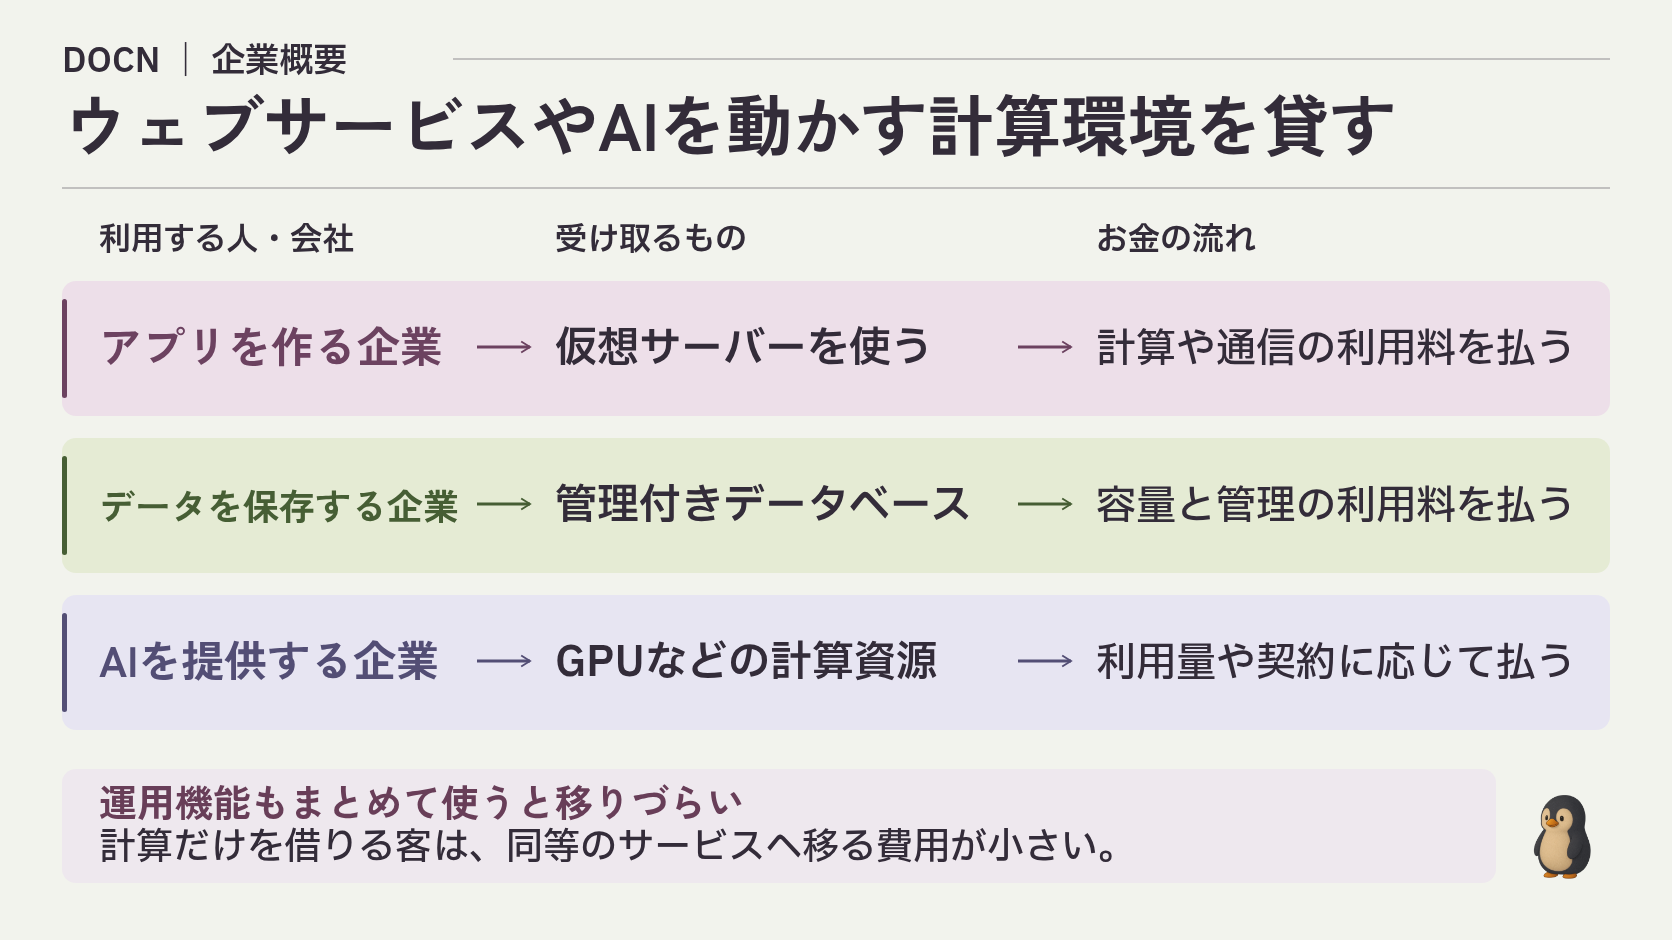 DOCN | 企業概要
ウェブサービスやAIを動かす計算環境を貸す
利用する人・会社 受け取るもの お金の流れ
アプリを作る企業 → 仮想サーバーを使う → 計算や通信の利用料を払う
データを保存する企業 → 管理付きデータベース → 容量と管理の利用料を払う
AIを提供する企業 → GPUなどの計算資源 → 利用量や契約に応じて払う
運用機能もまとめて使うと移りづらい
計算だけを借りる客は、同等のサービスへ移る費用が小さい。